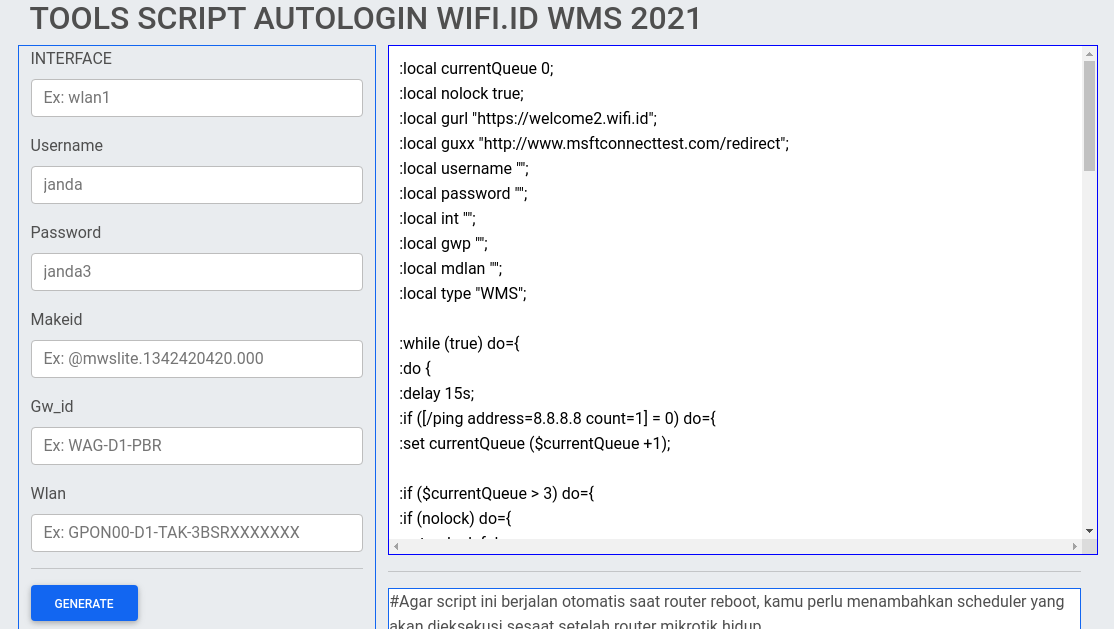 TOOLS SCRIPT AUTOLOGIN WIFI.ID WMS 2021
INTERFACE
Ex: wlan1
Username
janda
Password
janda3
Makeid
Ex: @mwslite.1342420420.000
Gw_id
Ex: WAG-D1-PBR
Wlan
Ex: GPON00-D1-TAK-3BSRXXXXXXX
GENERATE
:local currentQueue 0;
:local nolock true;
:local gurl "https://welcome2.wifi.id";
:local guxx "http://www.msftconnecttest.com/redirect";
:local username "";
:local password "";
:local int "";
:local gwp "";
:local mdlan "";
:local type "WMS";
:while (true) do={
:do {
:delay 15s;
:if ([/ping address=8.8.8.8 count=1] = 0) do={
:set currentQueue ($currentQueue +1);
:if ($currentQueue > 3) do={
:if (nolock) do={
#Agar script ini berjalan otomatis saat router reboot, kamu perlu menambahkan scheduler yang
akan dieksekusi sesaat setelah router mikrotik hidup